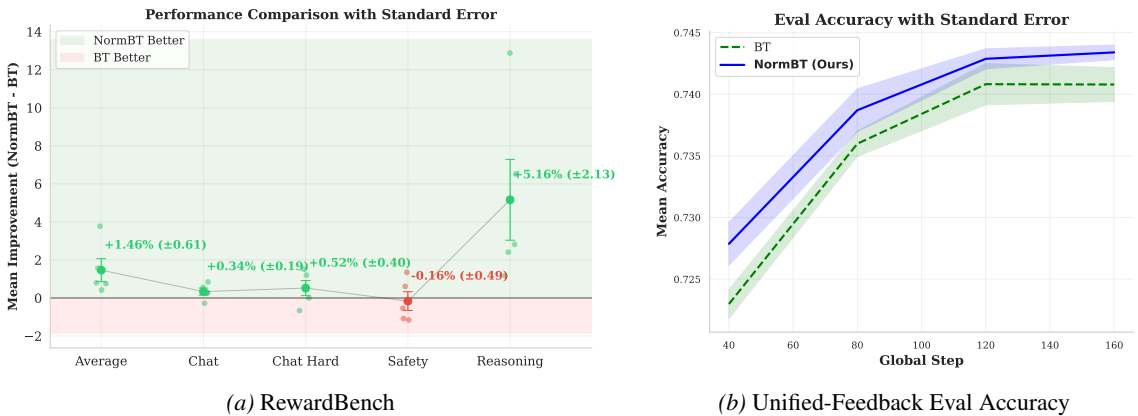 Performance Comparison with Standard Error
Mean Improvement (NormBT - BT)
14
12
10
8
6
4
2
0
−2
NormBT Better
BT Better
+1.46% (±0.61)
+0.34% (±0.19)
+0.52% (±0.40)
-0.16% (±0.49)
+5.16% (±2.13)
Average
Chat
Chat Hard
Safety
Reasoning
(a) RewardBench
Eval Accuracy with Standard Error
Mean Accuracy
0.745
0.740
0.735
0.730
0.725
BT
NormBT (Ours)
40
60
80
100
120
140
160
Global Step
(b) Unified-Feedback Eval Accuracy